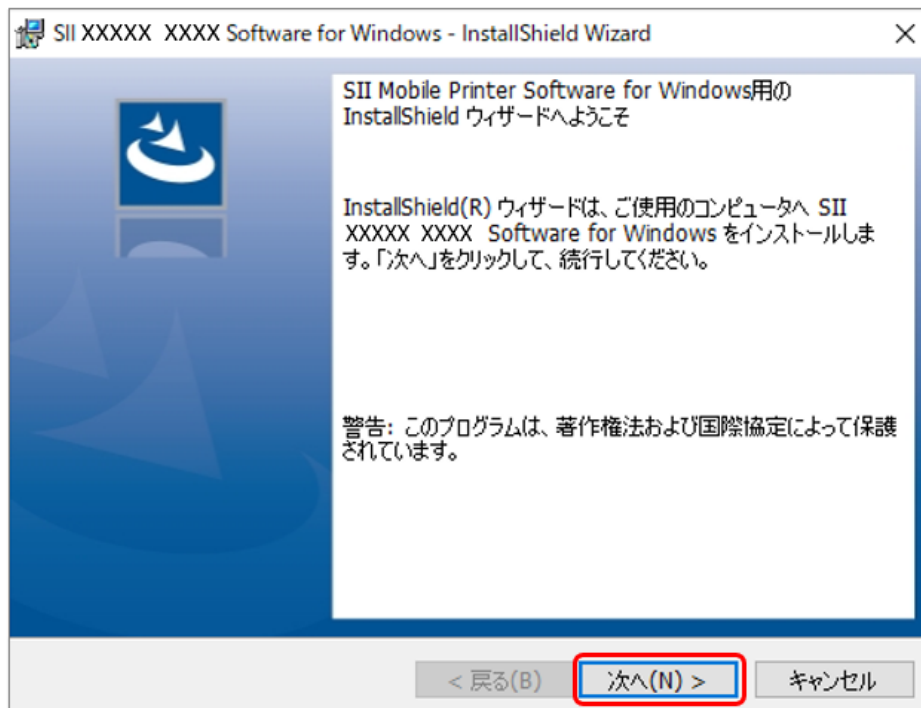 SII XXXXX XXXX Software for Windows - InstallShield Wizard
SII Mobile Printer Software for Windows用の
InstallShield ウィザードへようこそ
InstallShield(R) ウィザードは、ご使用のコンピュータへ SII
XXXXX XXXX Software for Windows をインストールしま
す。「次へ」をクリックして、続行してください。
警告: このプログラムは、著作権法および国際協定によって保護
されています。
< 戻る(B)
次へ(N) >
キャンセル